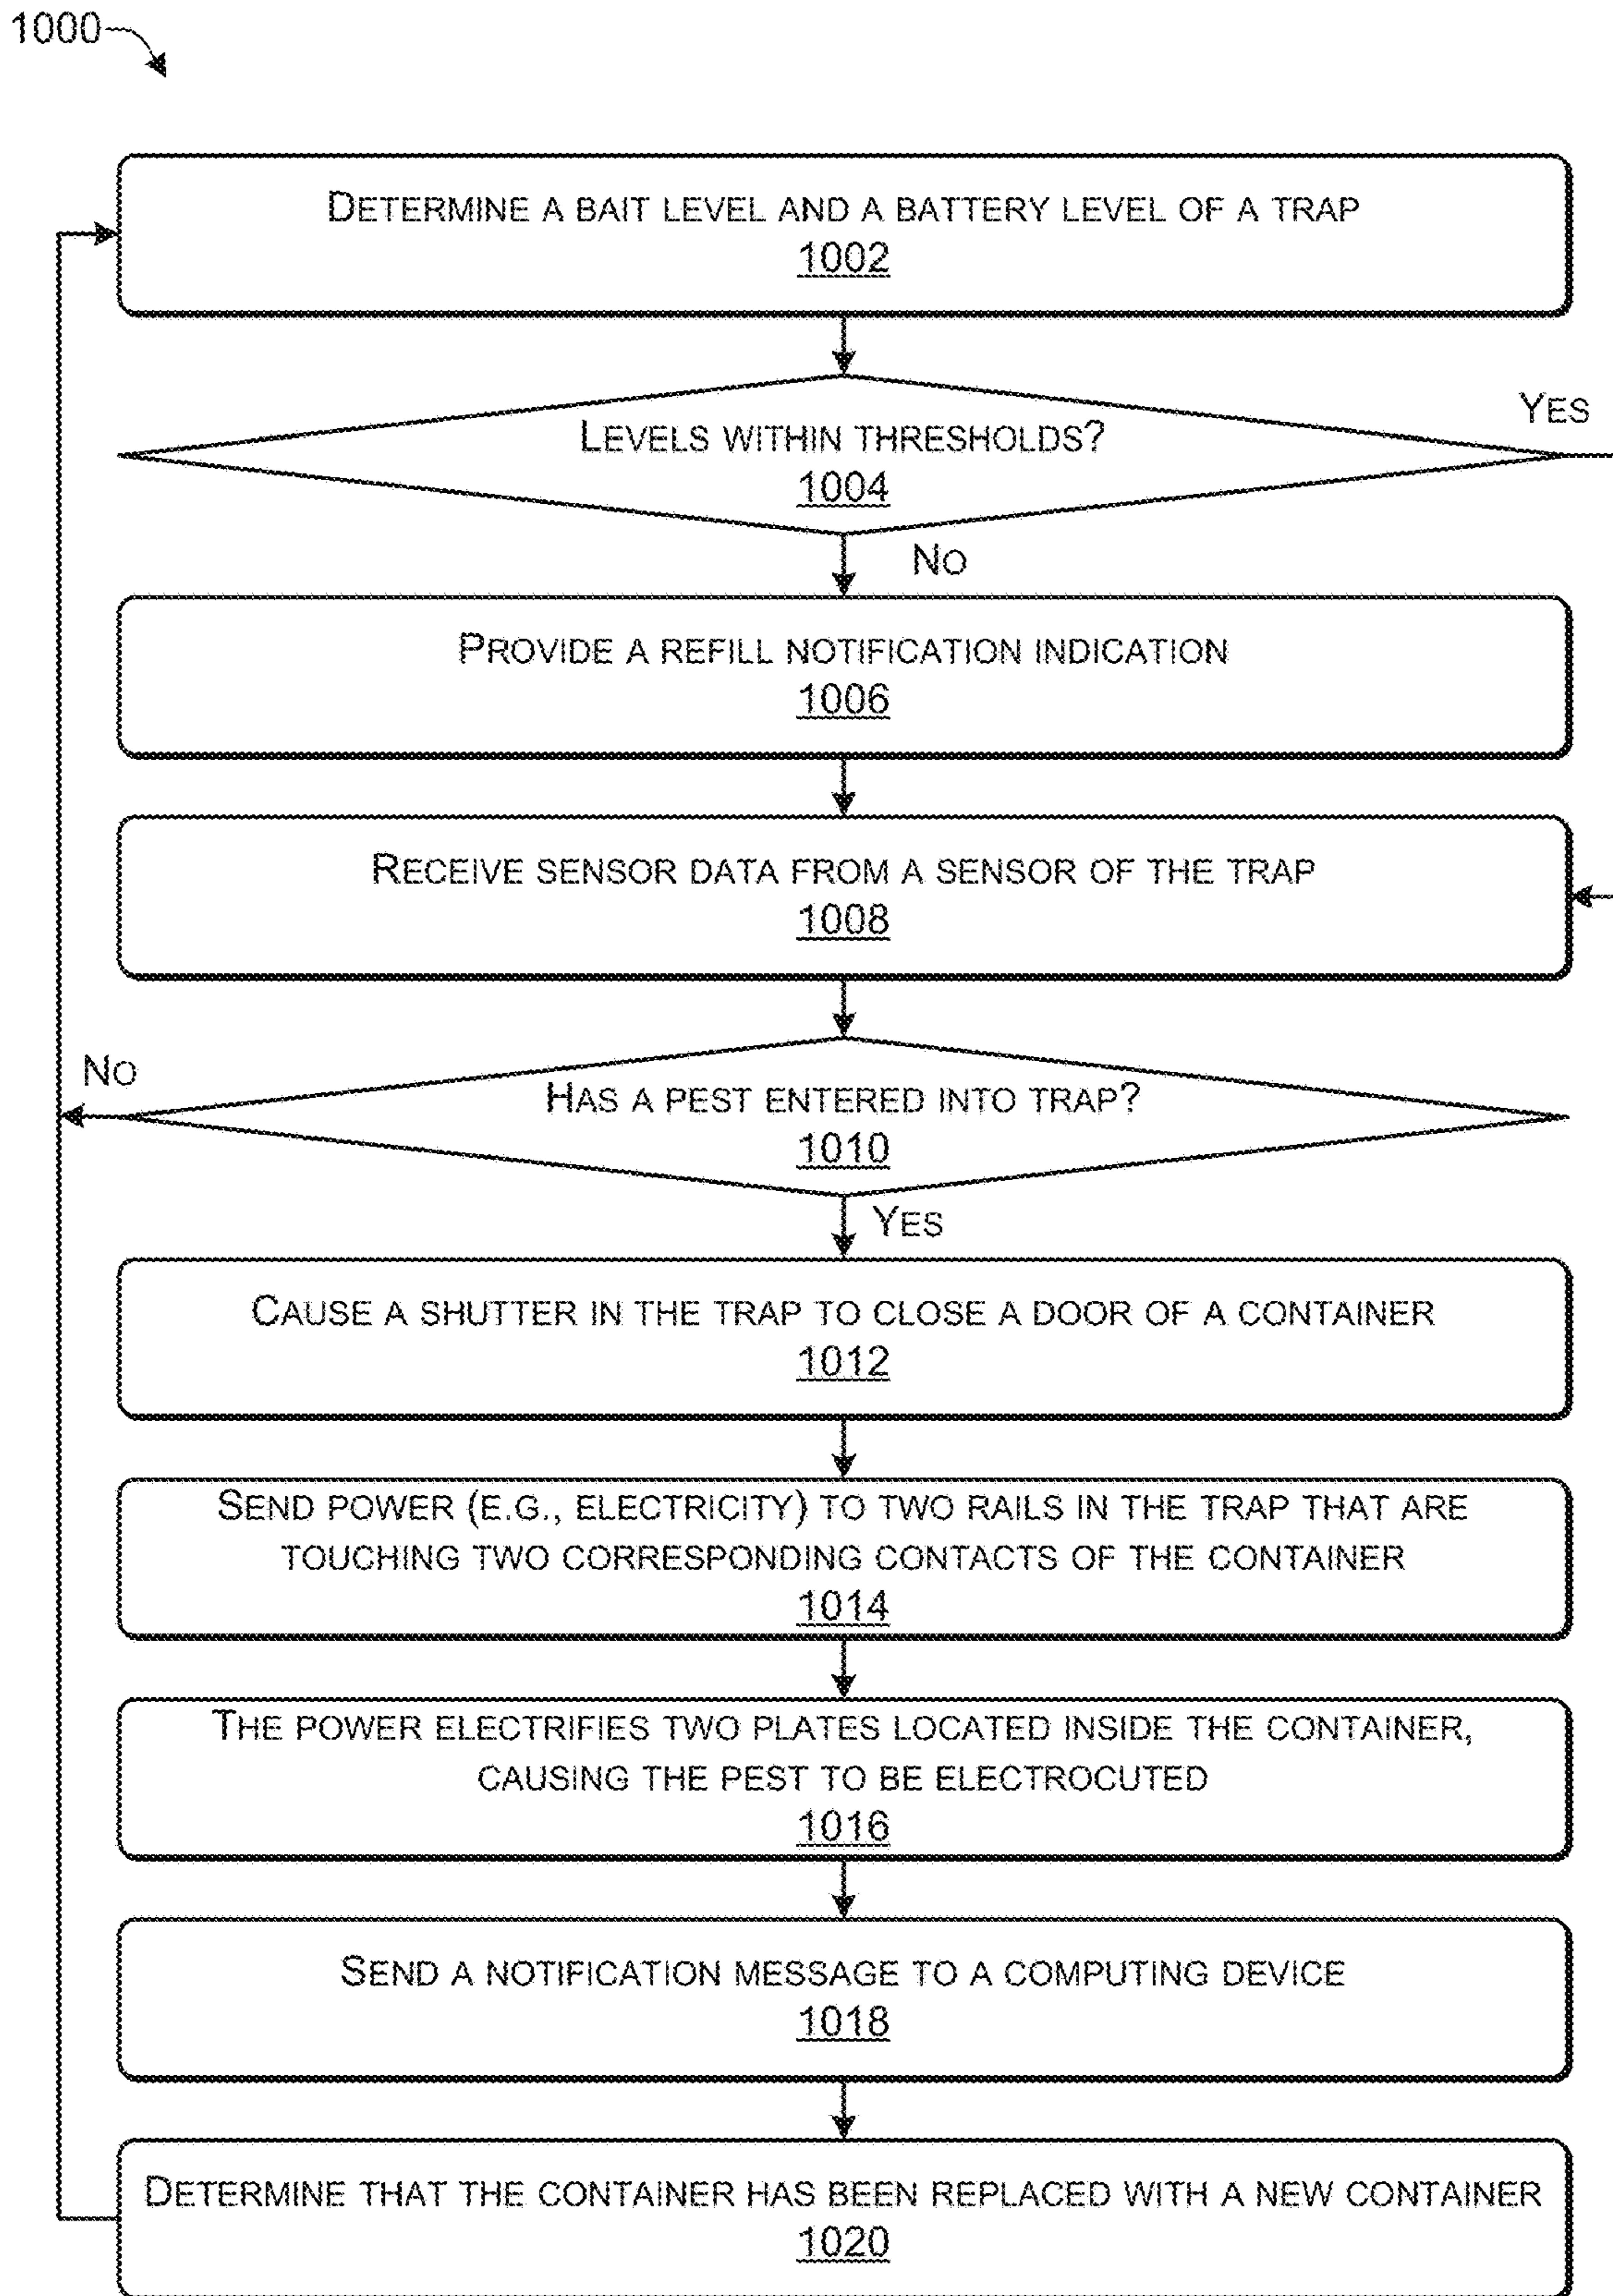 1000
DETERMINE A BAIT LEVEL AND A BATTERY LEVEL OF A TRAP
1002
YES
LEVELS WITHIN THRESHOLDS?
1004
NO
PROVIDE A REFILL NOTIFICATION INDICATION
1006
RECEIVE SENSOR DATA FROM A SENSOR OF THE TRAP
1008
NO
HAS A PEST ENTERED INTO TRAP?
1010
YES
CAUSE A SHUTTER IN THE TRAP TO CLOSE A DOOR OF A CONTAINER
1012
SEND POWER (E.G., ELECTRICITY) TO TWO RAILS IN THE TRAP THAT ARE
TOUCHING TWO CORRESPONDING CONTACTS OF THE CONTAINER
1014
THE POWER ELECTRIFIES TWO PLATES LOCATED INSIDE THE CONTAINER,
CAUSING THE PEST TO BE ELECTROCUTED
1016
SEND A NOTIFICATION MESSAGE TO A COMPUTING DEVICE
1018
DETERMINE THAT THE CONTAINER HAS BEEN REPLACED WITH A NEW CONTAINER
1020